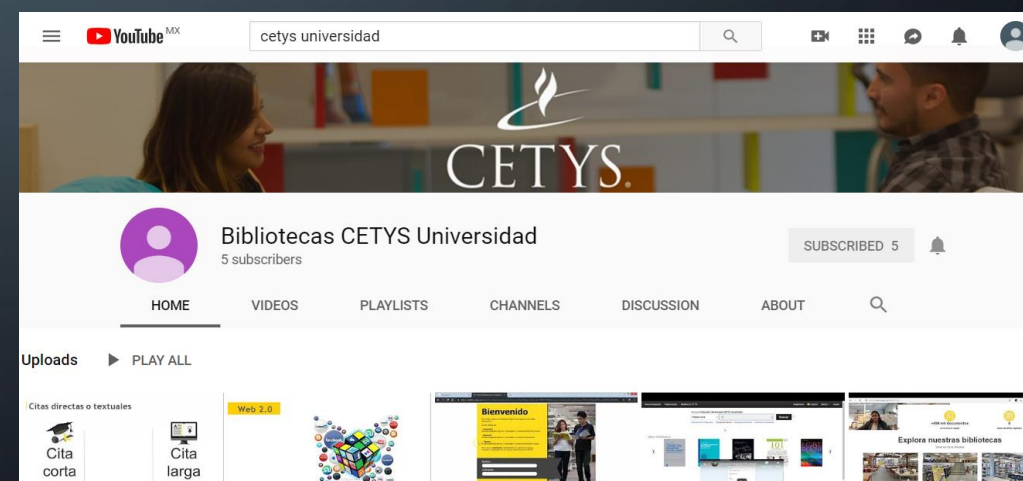 YouTube MX
cetys universidad
CETYS
Bibliotecas CETYS Universidad
5 subscribers
SUBSCRIBED 5
HOME VIDEOS PLAYLISTS CHANNELS DISCUSSION ABOUT
Uploads PLAY ALL
Citas directas o textuales
Cita corta
Cita larga
Web 2.0
Bienvenido
Explora nuestras bibliotecas